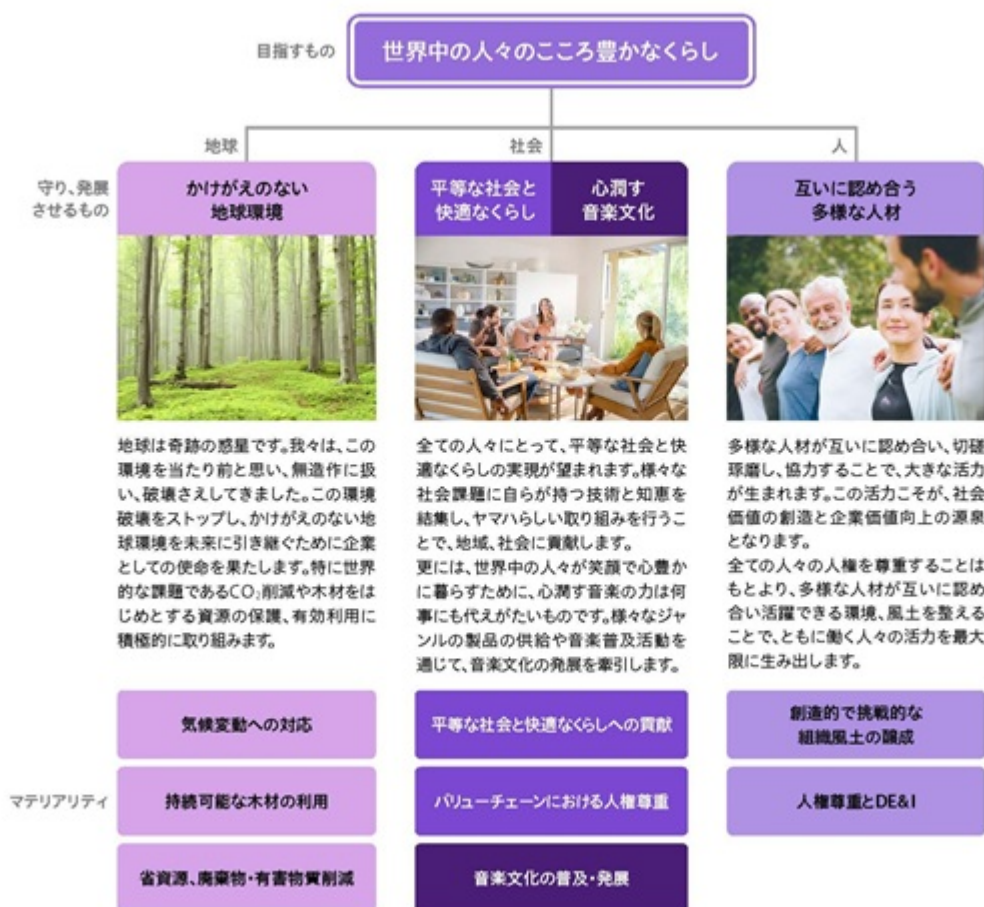 目指すもの
世界中の人々のこころ豊かなくらし
地球
社会
人
守り、発展
させるもの
かけがえのない
地球環境
平等な社会と
快適なくらし
心潤す
音楽文化
互いに認め合う
多様な人材
地球は奇跡の惑星です。我々は、この
環境を当たり前と思い、無造作に扱
い、破壊さえしてきました。この環境
破壊をストップし、かけがえのない地
球環境を未来に引き継ぐために企業
としての使命を果たします。特に世界
的な課題であるCO₂削減や木材をは
じめとする資源の保護、有効利用に
積極的に取り組みます。
全ての人々にとって、平等な社会と快
適なくらしの実現が望まれます。様々な
社会課題に自らが持つ技術と知恵を
結集し、ヤマハらしい取り組みを行うこ
とで、地域、社会に貢献します。
更には、世界中の人々が笑顔で心豊か
に暮らすために、心潤す音楽の力は何
事にも代えがたいものです。様々なジャ
ンルの製品の供給や音楽普及活動を
通じて、音楽文化の発展を牽引します。
多様な人材が互いに認め合い、切磋
琢磨し、協力することで、大きな活力
が生まれます。この活力こそが、社会
価値の創造と企業価値向上の源泉
となります。
全ての人々の人権を尊重することは
もとより、多様な人材が互いに認め
合い活躍できる環境、風土を整える
ことで、ともに働く人々の活力を最大
限に生み出します。
マテリアリティ
気候変動への対応
持続可能な木材の利用
省資源、廃棄物・有害物質削減
平等な社会と快適なくらしへの貢献
バリューチェーンにおける人権尊重
音楽文化の普及・発展
創造的で挑戦的な
組織風土の醸成
人権尊重とDE&I